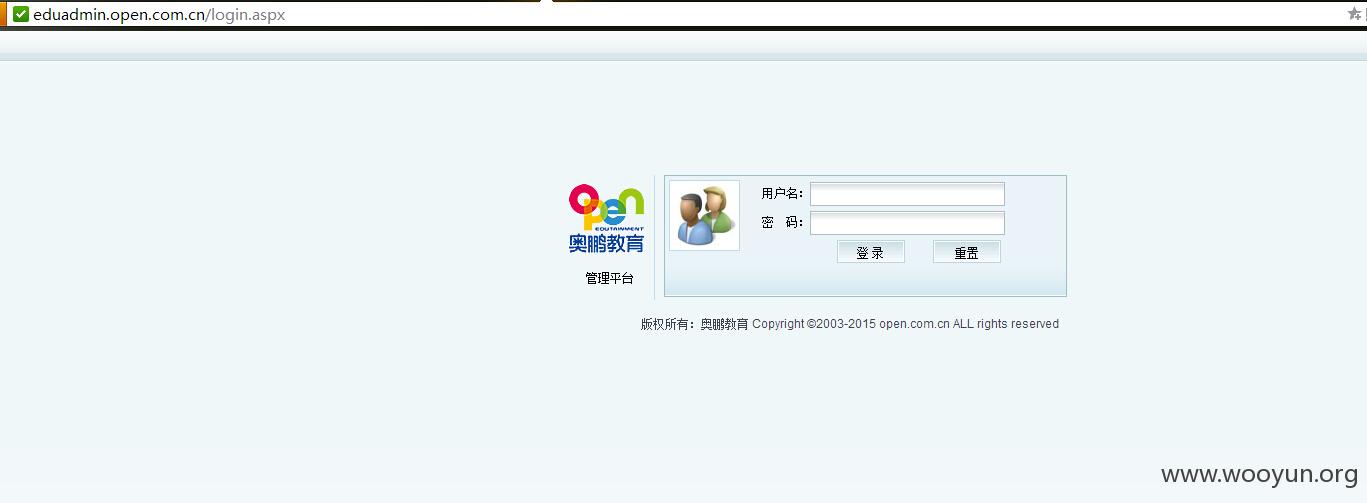 eduadmin.open.com.cn/login.aspx
open
EDUTAINMENT
奥鹏教育
管理平台
用户名:
密 码:
登 录 重置
版权所有：奥鹏教育 Copyright ©2003-2015 open.com.cn ALL rights reserved
www.wooyun.org